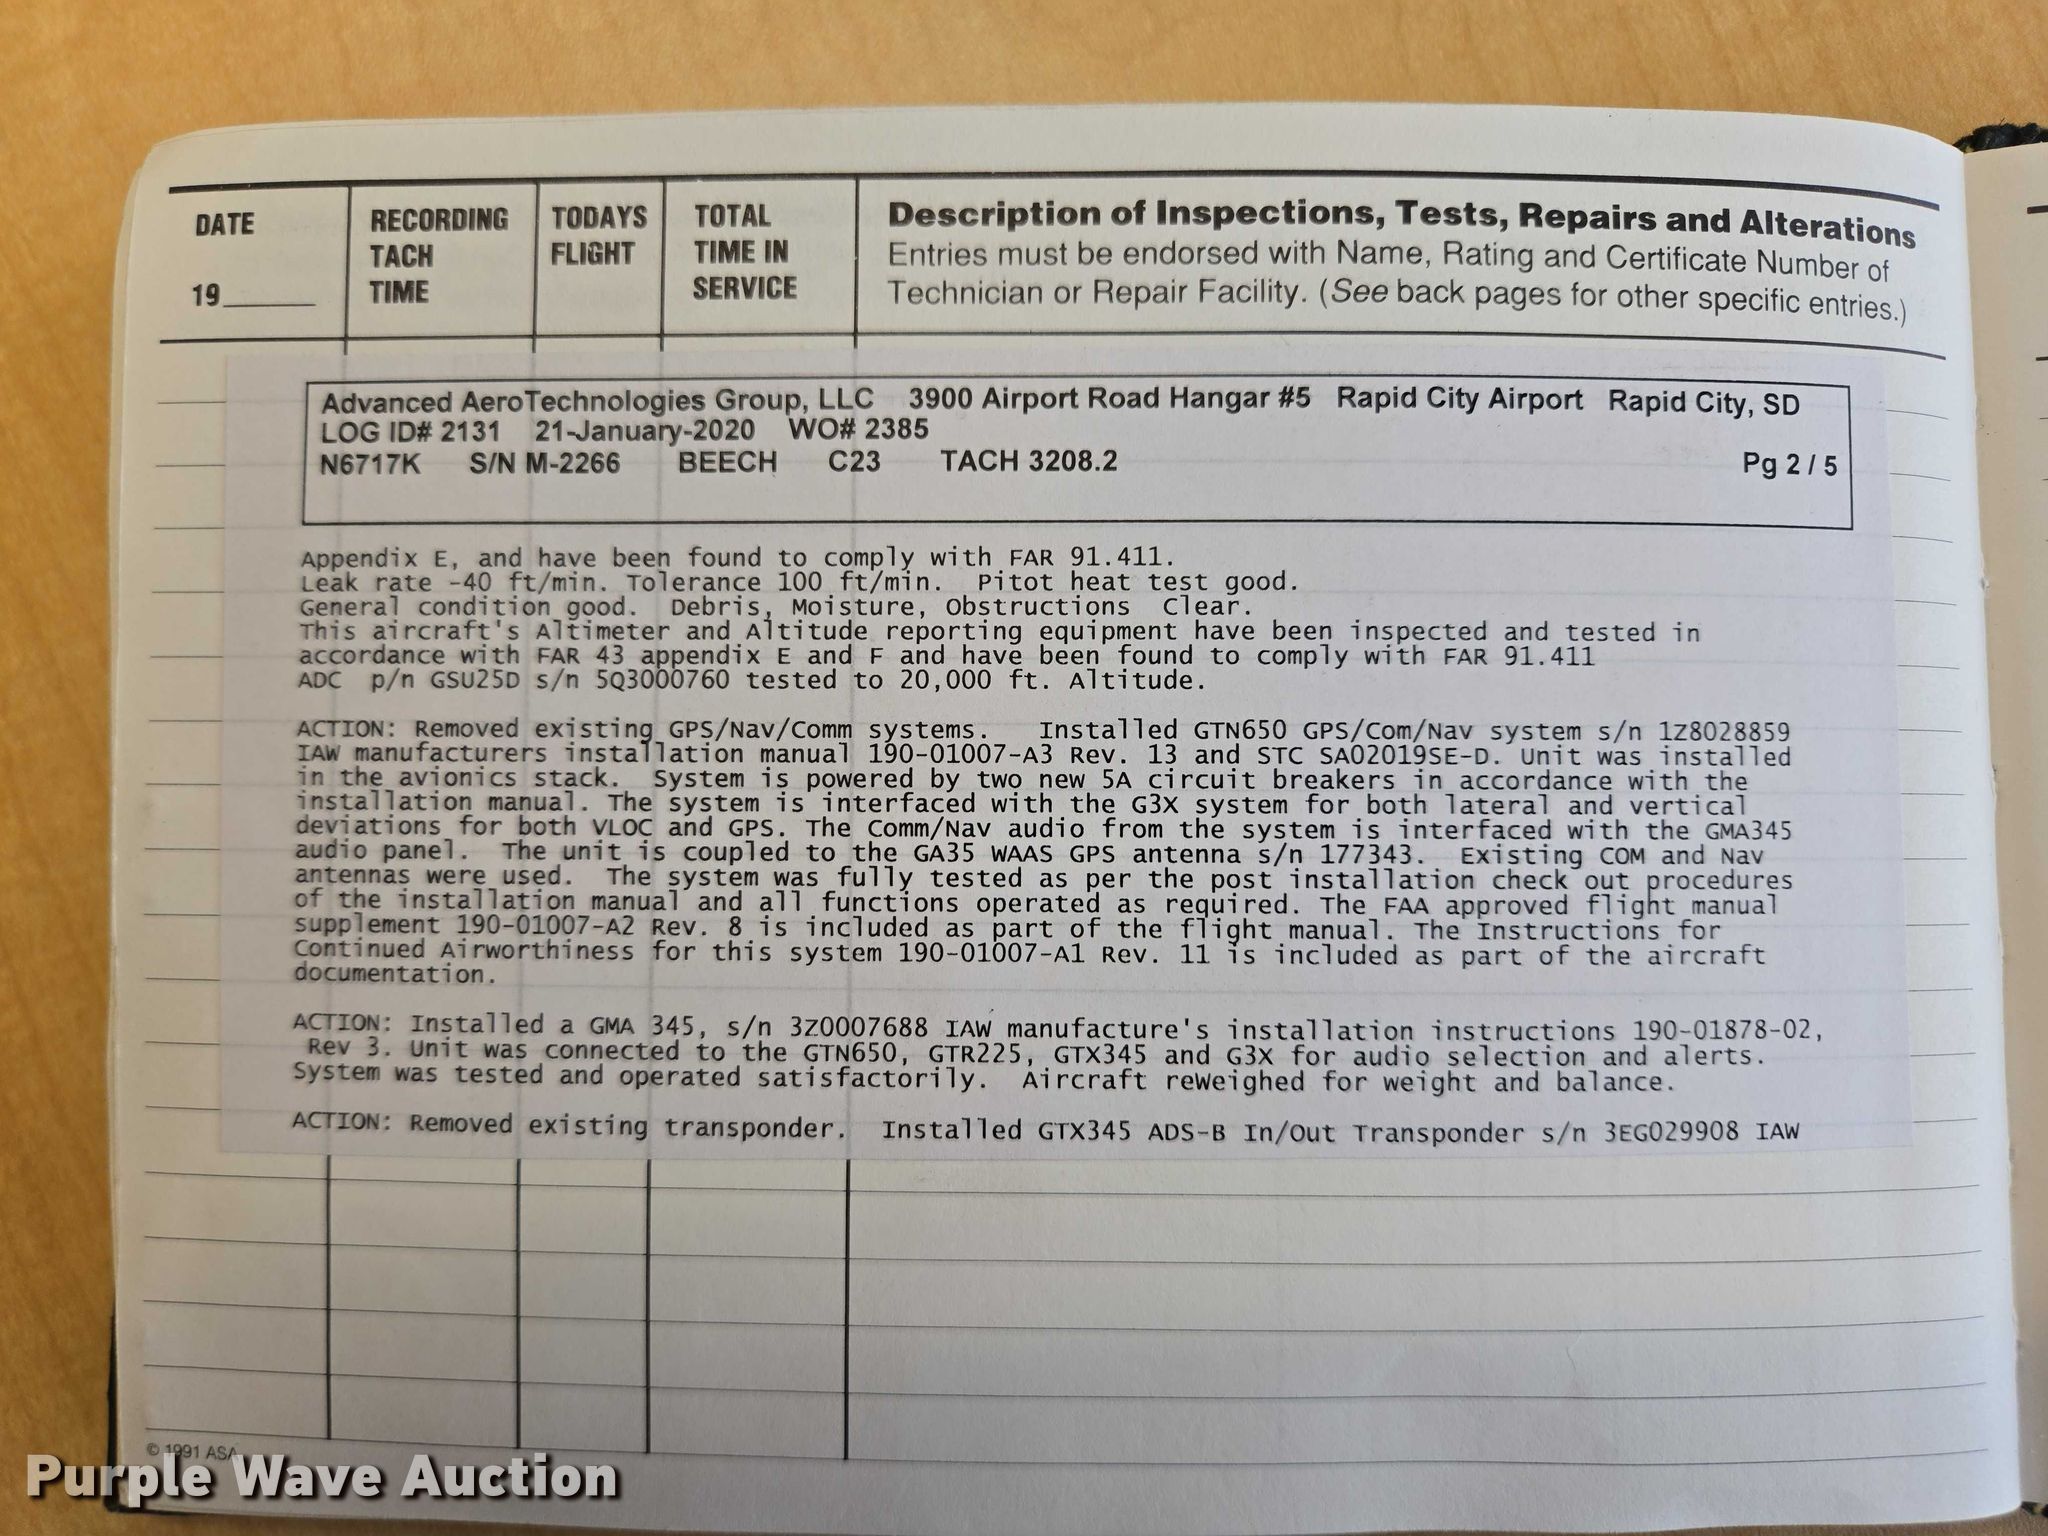 DATE
19____
RECORDING
TACH
TIME
TODAYS
FLIGHT
TOTAL
TIME IN
SERVICE
Description of Inspections, Tests, Repairs and Alterations
Entries must be endorsed with Name, Rating and Certificate Number of
Technician or Repair Facility. (See back pages for other specific entries.)
Advanced AeroTechnologies Group, LLC 3900 Airport Road Hangar #5 Rapid City Airport Rapid City, SD
LOG ID# 2131 21-January-2020 WO# 2385
N6717K S/N M-2266 BEECH C23 TACH 3208.2 Pg 2 / 5
Appendix E, and have been found to comply with FAR 91.411.
Leak rate -40 ft/min. Tolerance 100 ft/min. Pitot heat test good.
General condition good. Debris, Moisture, Obstructions Clear.
This aircraft's Altimeter and Altitude reporting equipment have been inspected and tested in
accordance with FAR 43 appendix E and F and have been found to comply with FAR 91.411
ADC p/n GSU25D s/n 5Q3000760 tested to 20,000 ft. Altitude.
ACTION: Removed existing GPS/Nav/Comm systems. Installed GTN650 GPS/Com/Nav system s/n 1Z8028859
IAW manufacturers installation manual 190-01007-A3 Rev. 13 and STC SA02019SE-D. Unit was installed
in the avionics stack. System is powered by two new 5A circuit breakers in accordance with the
installation manual. The system is interfaced with the G3X system for both lateral and vertical
deviations for both VLOC and GPS. The Comm/Nav audio from the system is interfaced with the GMA345
audio panel. The unit is coupled to the GA35 WAAS GPS antenna s/n 177343. Existing COM and Nav
antennas were used. The system was fully tested as per the post installation check out procedures
of the installation manual and all functions operated as required. The FAA approved flight manual
supplement 190-01007-A2 Rev. 8 is included as part of the flight manual. The Instructions for
Continued Airworthiness for this system 190-01007-A1 Rev. 11 is included as part of the aircraft
documentation.
ACTION: Installed a GMA 345, s/n 3Z0007688 IAW manufacture's installation instructions 190-01878-02,
Rev 3. Unit was connected to the GTN650, GTR225, GTX345 and G3X for audio selection and alerts.
System was tested and operated satisfactorily. Aircraft reweighed for weight and balance.
ACTION: Removed existing transponder. Installed GTX345 ADS-B In/Out Transponder s/n 3EG029908 IAW
© 1991 ASA
Purple Wave Auction